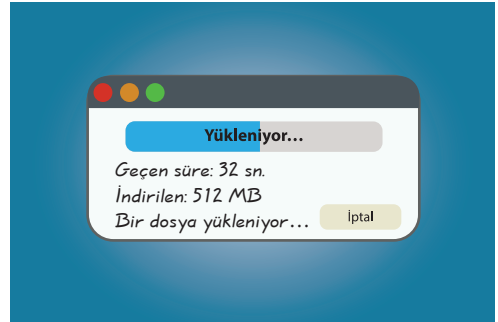 Yükleniyor...
Geçen süre: 32 sn.
İndirilen: 512 MB
Bir dosya yükleniyor...
İptal